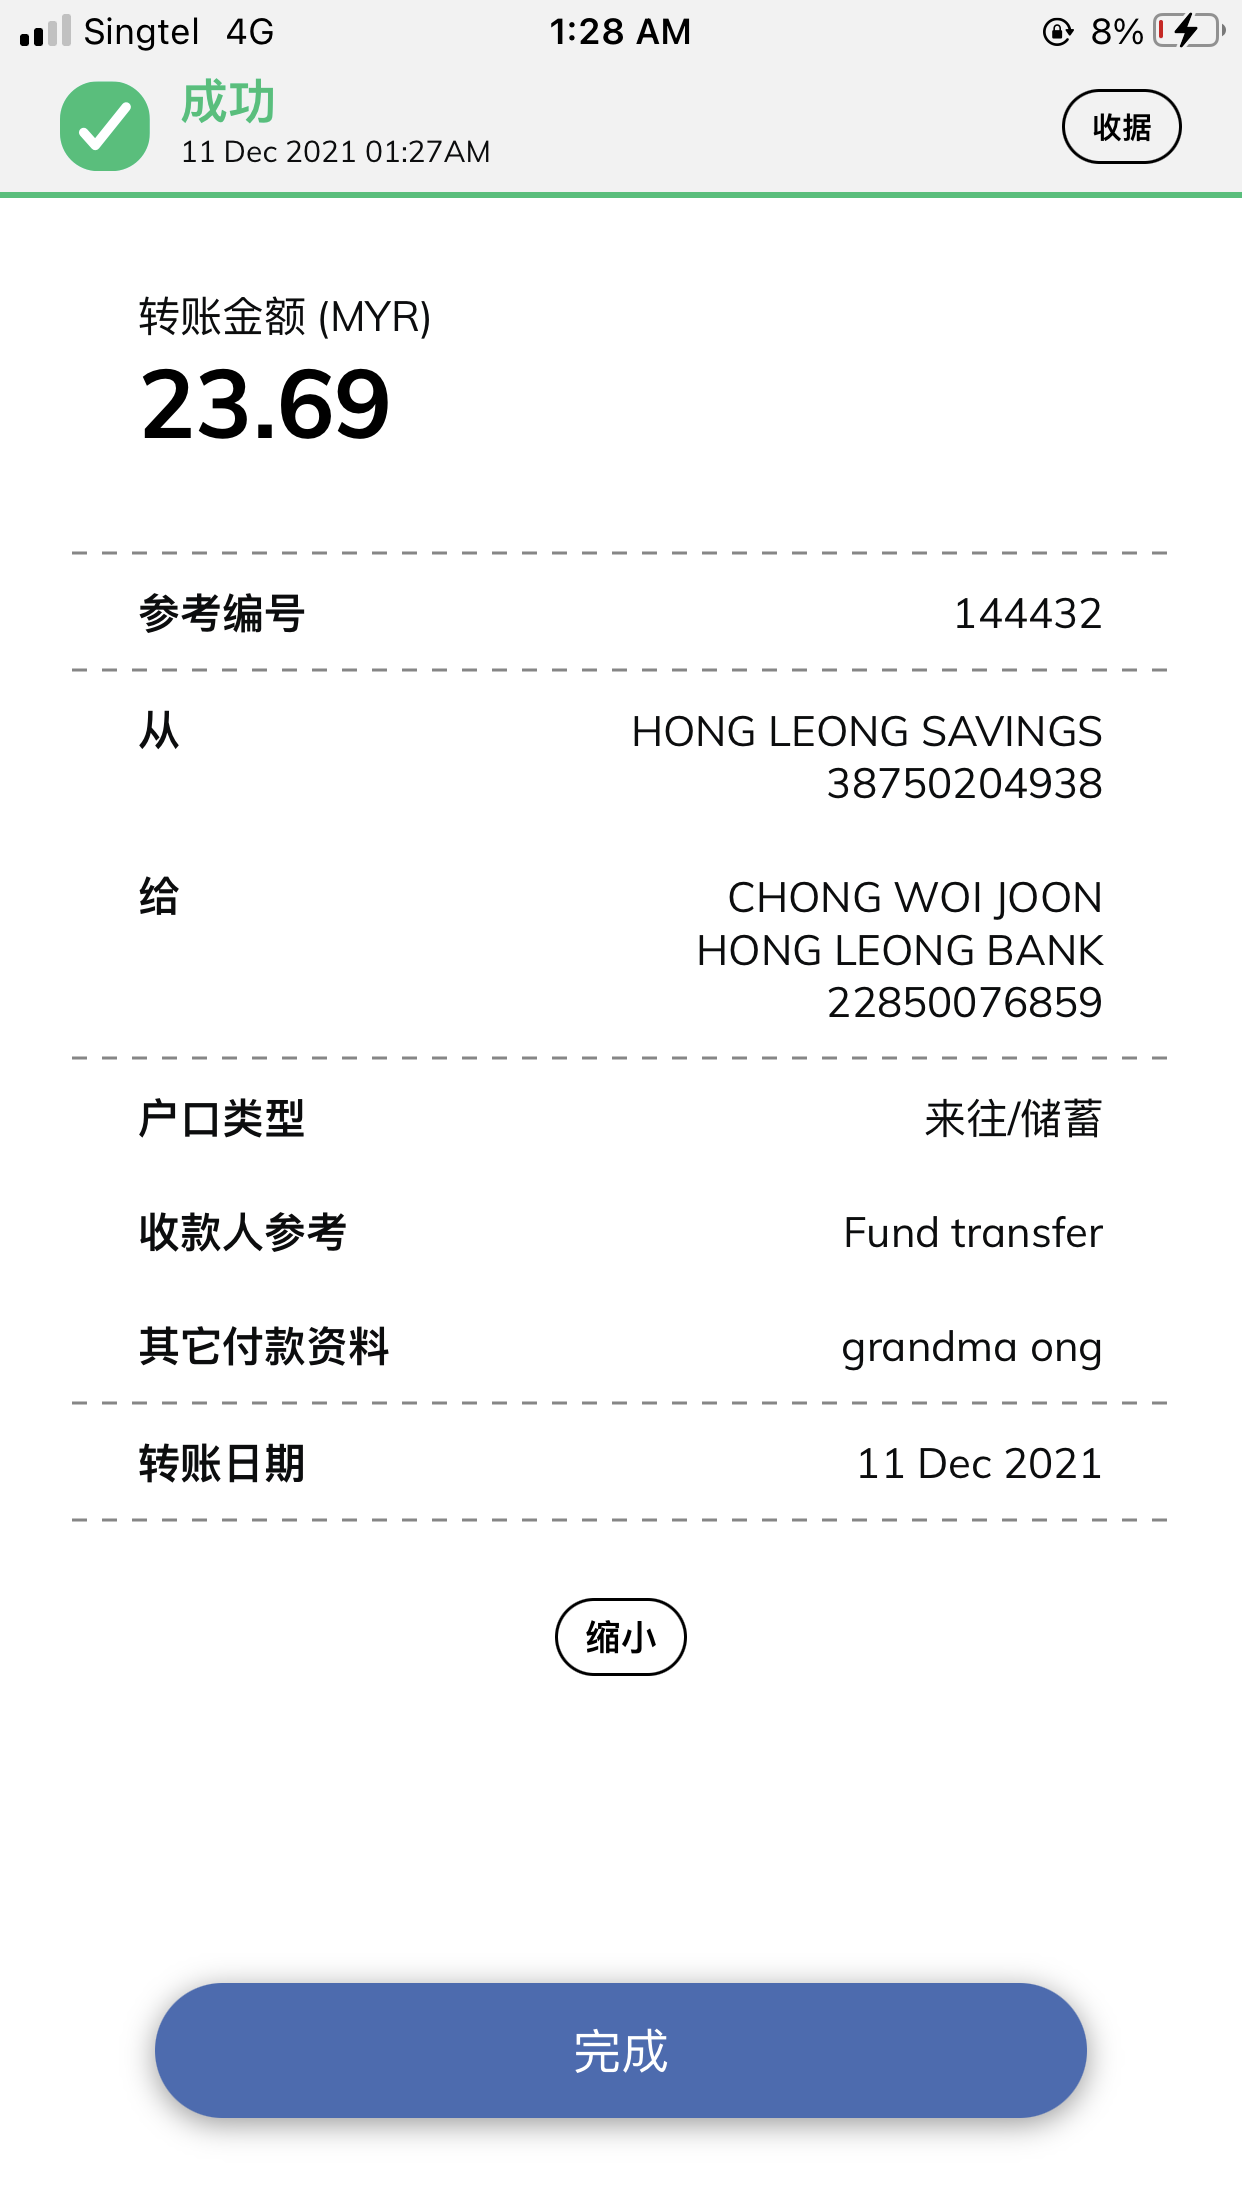 Singtel 4G 1:28 AM 8%
成功
11 Dec 2021 01:27AM
收据
转账金额 (MYR)
23.69
参考编号 144432
从 HONG LEONG SAVINGS
38750204938
给 CHONG WOI JOON
HONG LEONG BANK
22850076859
户口类型 来往/储蓄
收款人参考 Fund transfer
其它付款资料 grandma ong
转账日期 11 Dec 2021
缩小
完成